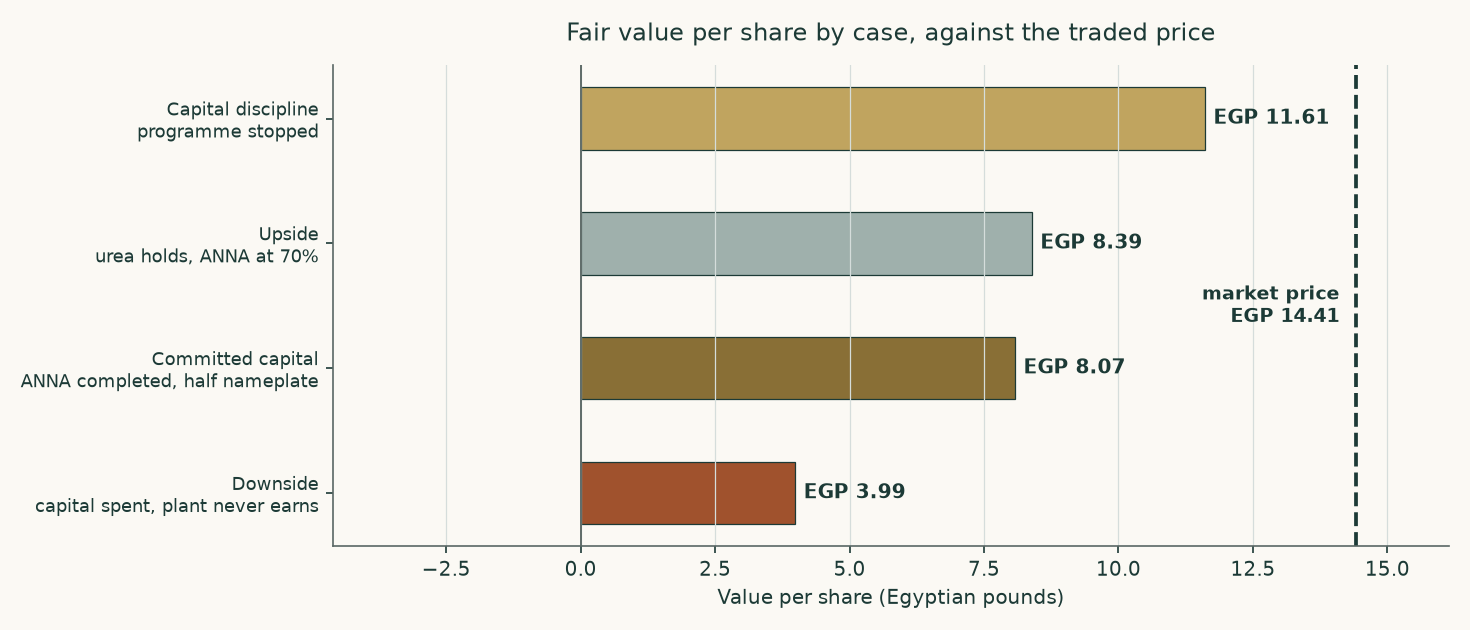 Fair value per share by case, against the traded price
Capital discipline
programme stopped
EGP 11.61
Upside
urea holds, ANNA at 70%
EGP 8.39
market price
EGP 14.41
Committed capital
ANNA completed, half nameplate
EGP 8.07
Downside
capital spent, plant never earns
EGP 3.99
−2.5 0.0 2.5 5.0 7.5 10.0 12.5 15.0
Value per share (Egyptian pounds)